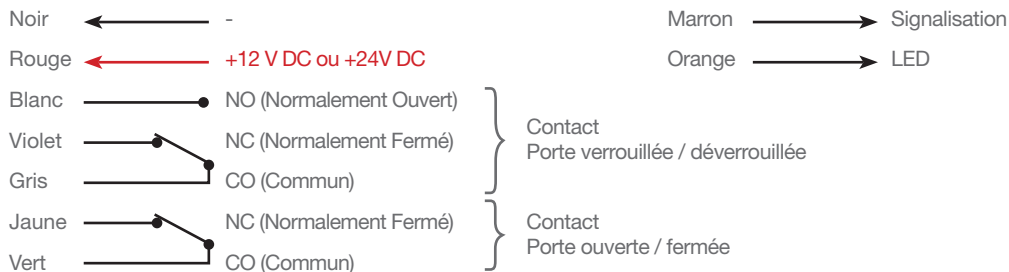 Noir -
Rouge +12 V DC ou +24V DC
Blanc NO (Normalement Ouvert)
Violet NC (Normalement Fermé)
Gris CO (Commun)
Contact
Porte verrouillée / déverrouillée
Jaune NC (Normalement Fermé)
Vert CO (Commun)
Contact
Porte ouverte / fermée
Marron Signalisation
Orange LED